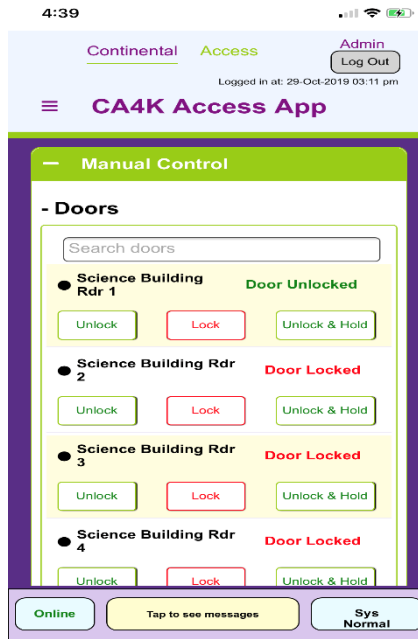 4:39
Continental Access
Admin
Log Out
Logged in at: 29-Oct-2019 03:11 pm
CA4K Access App
Manual Control
- Doors
Search doors
Science Building
Rdr 1
Door Unlocked
Unlock Lock Unlock & Hold
Science Building Rdr
2
Door Locked
Unlock Lock Unlock & Hold
Science Building Rdr
3
Door Locked
Unlock Lock Unlock & Hold
Science Building Rdr
4
Door Locked
Unlock Lock Unlock & Hold
Online
Tap to see messages
Sys
Normal